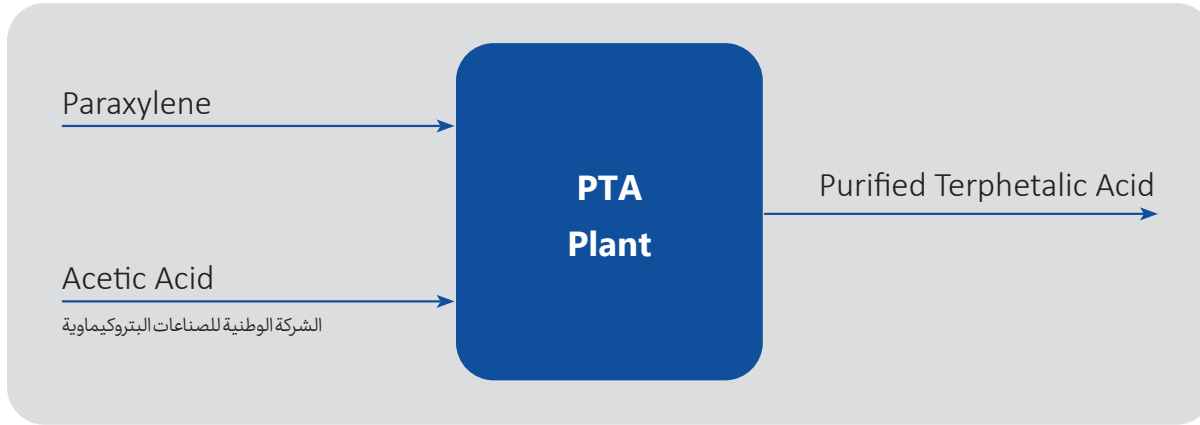 Paraxylene
PTA
Plant
Purified Terphetalic Acid
Acetic Acid
الشركة الوطنية للصناعات البتروكيماوية